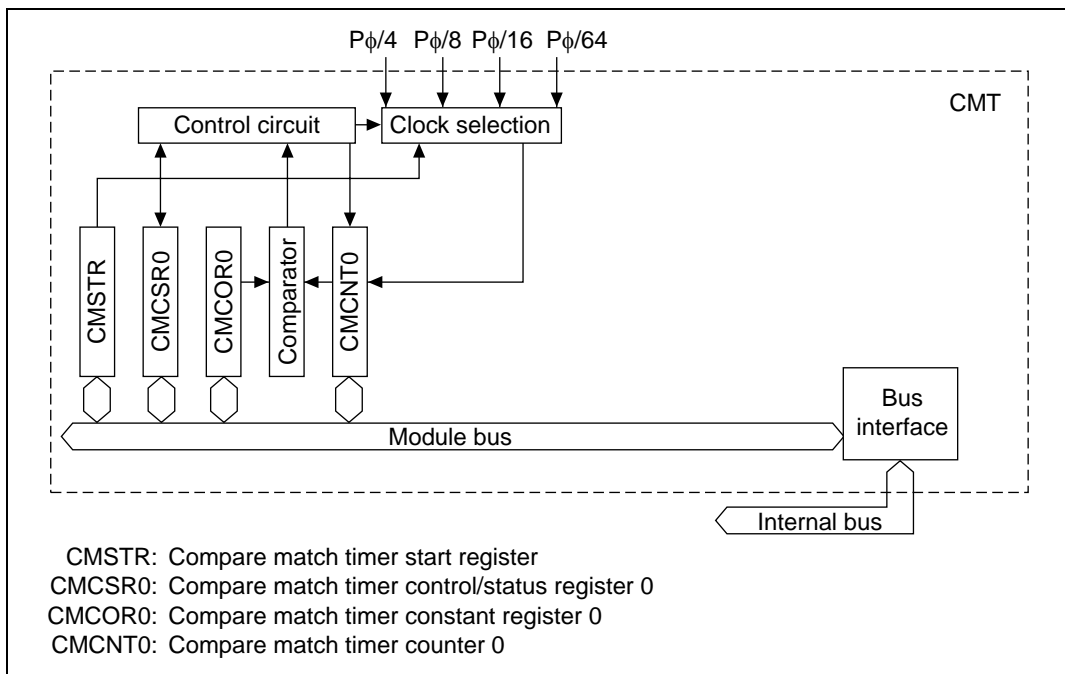 Pϕ/4 Pϕ/8 Pϕ/16 Pϕ/64
CMT
Control circuit
Clock selection
CMSTR
CMCSR0
CMCOR0
Comparator
CMCNT0
Bus
interface
Module bus
Internal bus
CMSTR: Compare match timer start register
CMCSR0: Compare match timer control/status register 0
CMCOR0: Compare match timer constant register 0
CMCNT0: Compare match timer counter 0